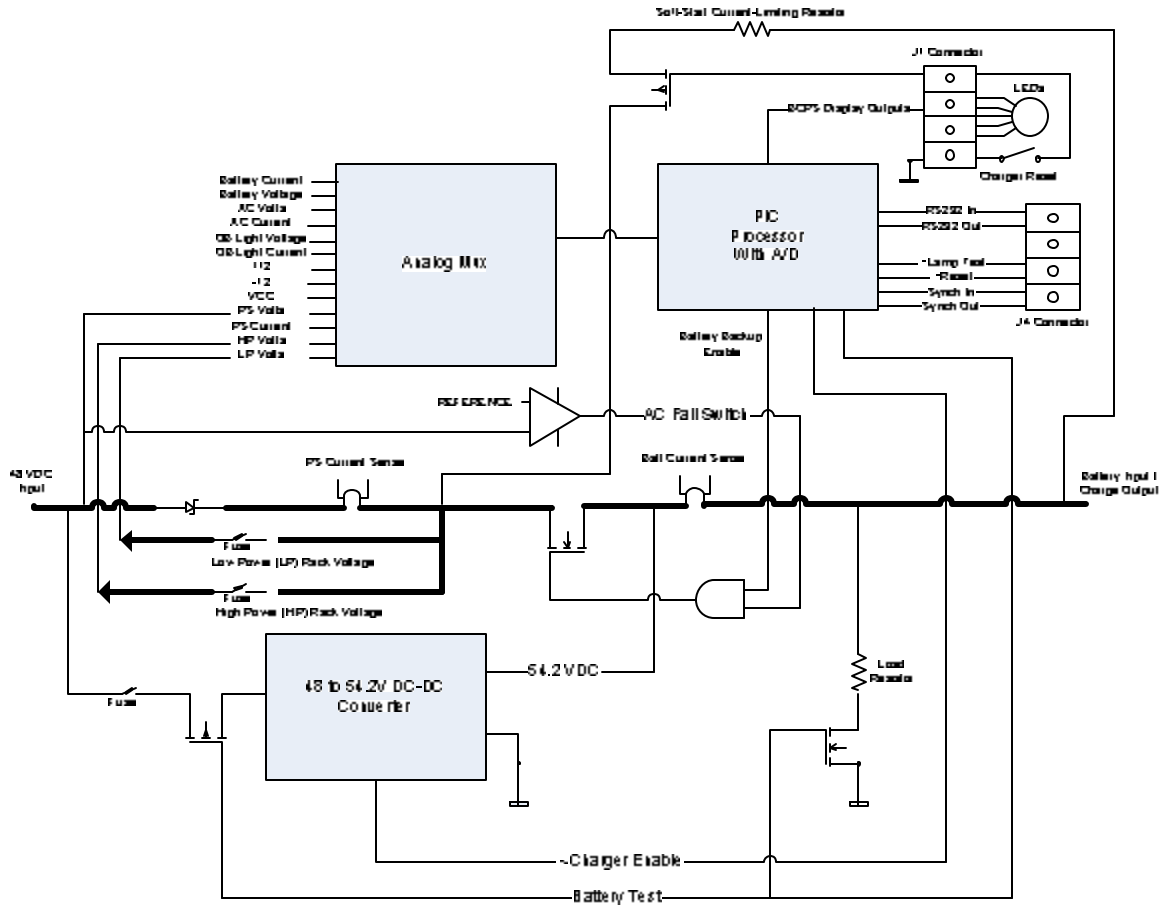 Soft-Start Current-Limiting Resistor
J1 Connector
LEDs
BCPS Display Outputs
Charger Reset
Battery Current
Battery Voltage
AC Volts
AC Current
OB Light Voltage
OB Light Current
+12
-12
VCC
PS Volts
PS Current
HP Volts
LP Volts
Analog Mux
PIC
Processor
With A/D
RS232 In
RS232 Out
~Lamp Test
~Reset
Synch In
Synch Out
J4 Connector
Battery Backup
Enable
REFERENCE
AC Fail Switch
48 VDC
Input
PS Current Sense
Batt Current Sense
Battery Input /
Charge Output
Fuse
Low Power (LP) Rack Voltage
Fuse
High Power (HP) Rack Voltage
54.2 VDC
48 to 54.2V DC-DC
Converter
Fuse
Load
Resistor
~Charger Enable
Battery Test